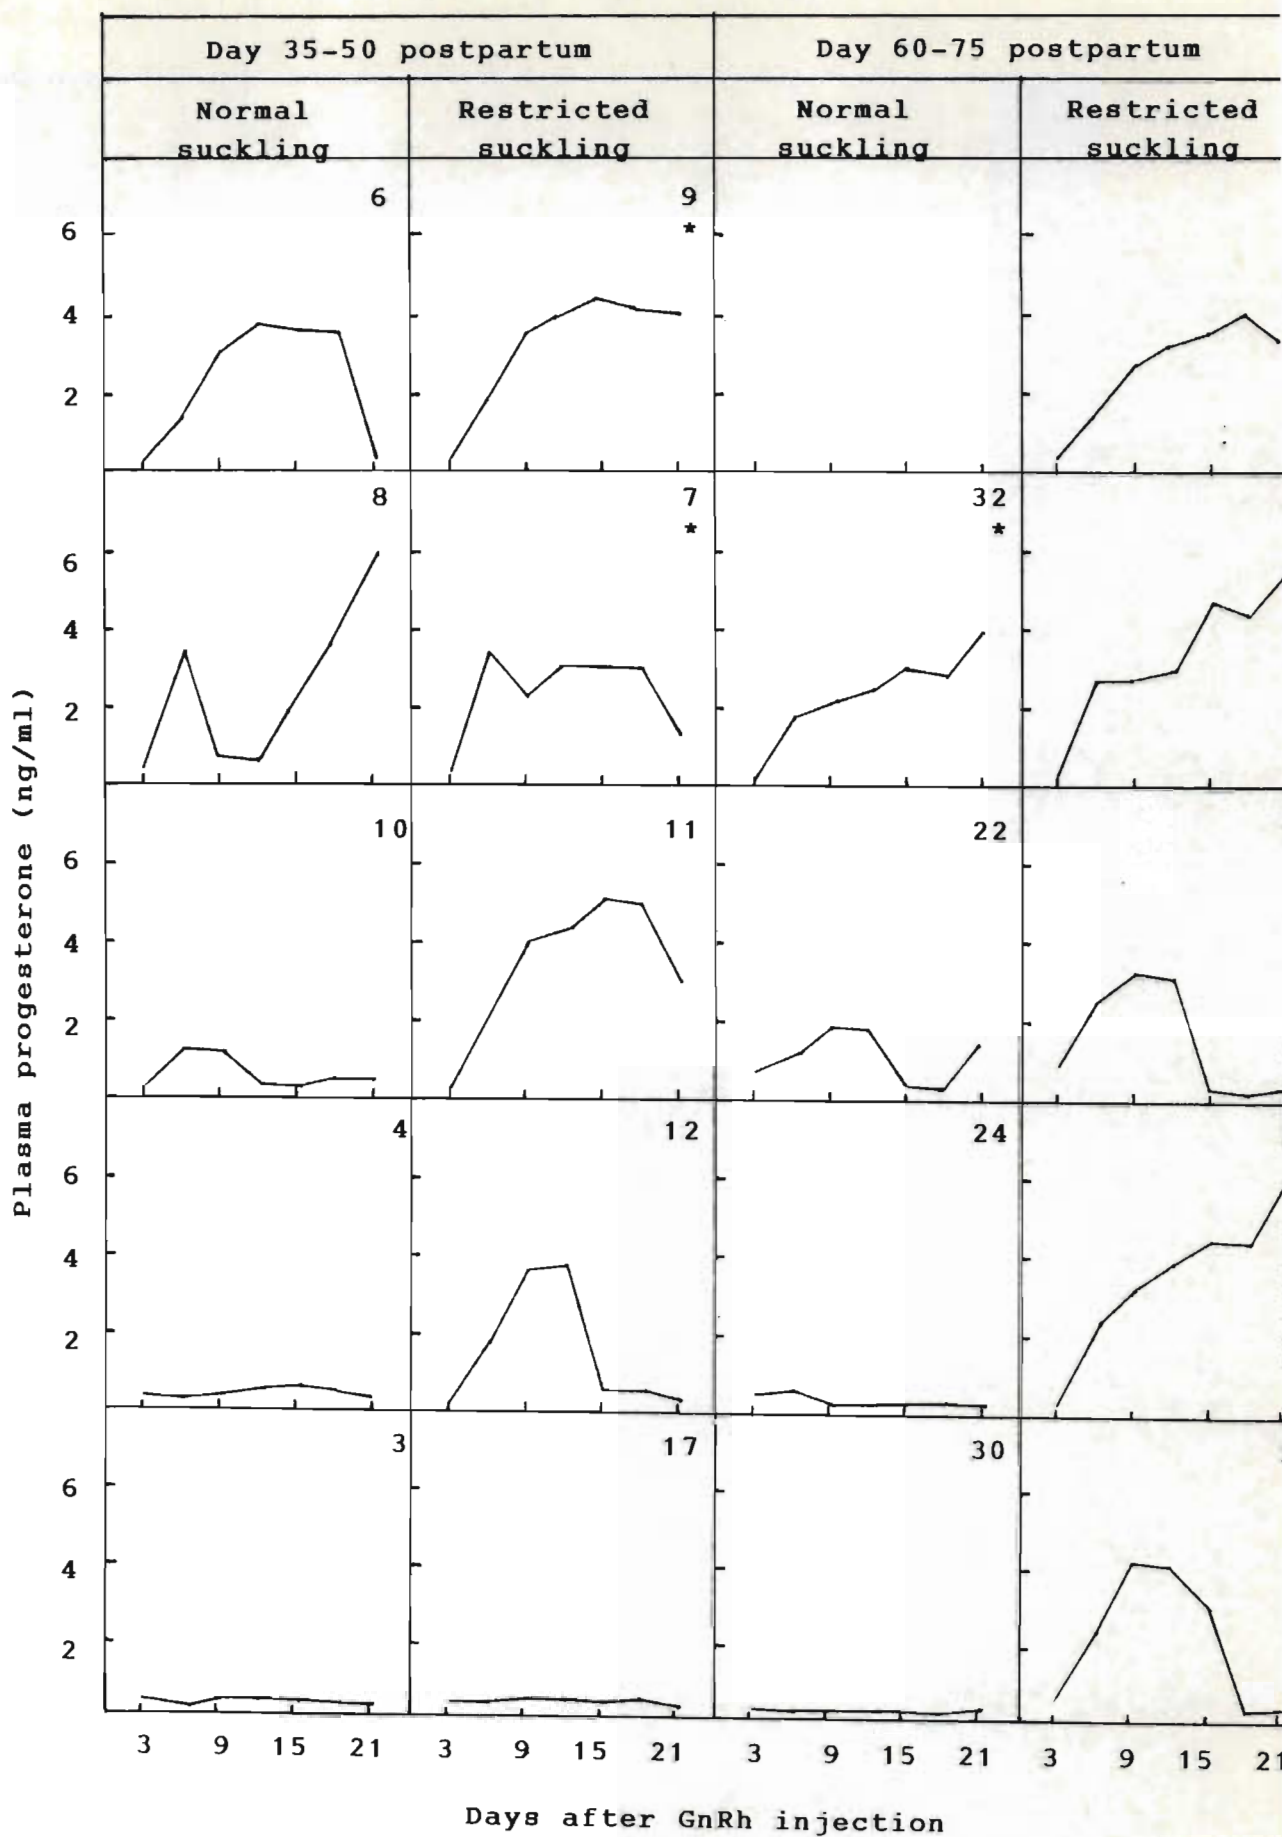 Day 35-50 postpartum Day 60-75 postpartum
Normal Restricted Normal Restricted
suckling suckling suckling suckling
6 9
6 *
4
2
8 7 32
* *
6
4
2
10 11 22
6
4
2
4 12 24
6
4
2
3 17 30
6
4
2
3 9 15 21 3 9 15 21 3 9 15 21 3 9 15 21
Plasma progesterone (ng/ml)
Days after GnRh injection